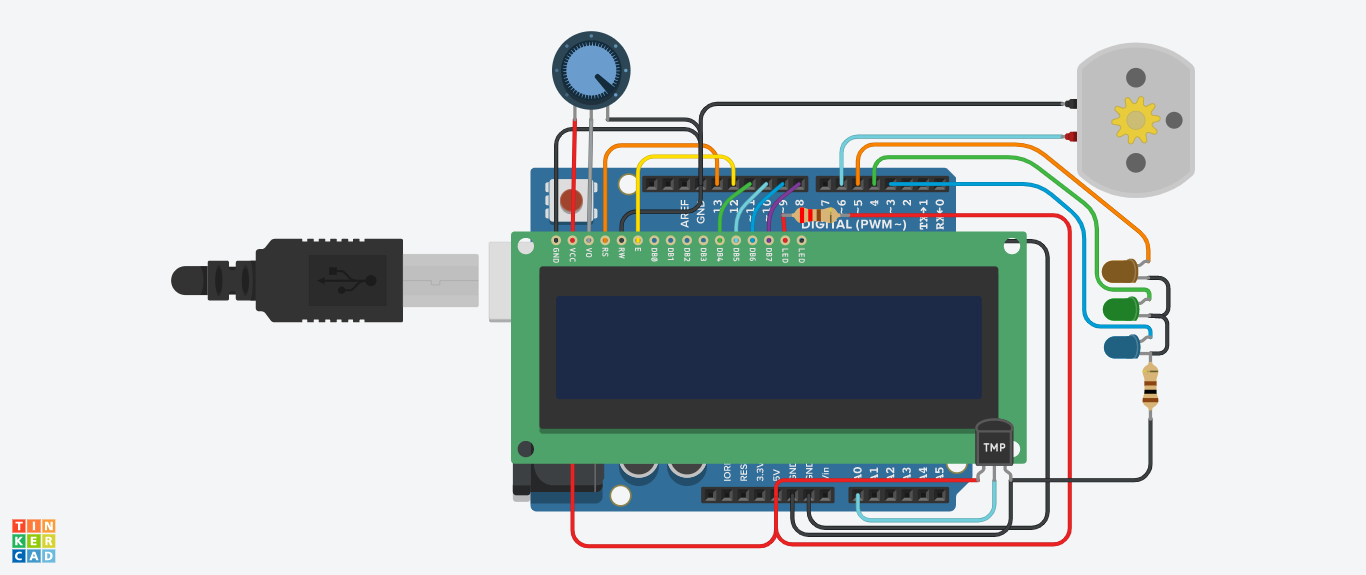 AREF
GND
13
12
~11
~10
~9
8
7
~6
~5
4
~3
2
TX→1
RX←0
DIGITAL (PWM~)
GND
VCC
VO
RS
RW
E
DB0
DB1
DB2
DB3
DB4
DB5
DB6
DB7
LED
LED
TMP
RES
3.3V
5V
GND
GND
Vin
A0
A1
A2
A3
A4
A5
TIN
KER
CAD